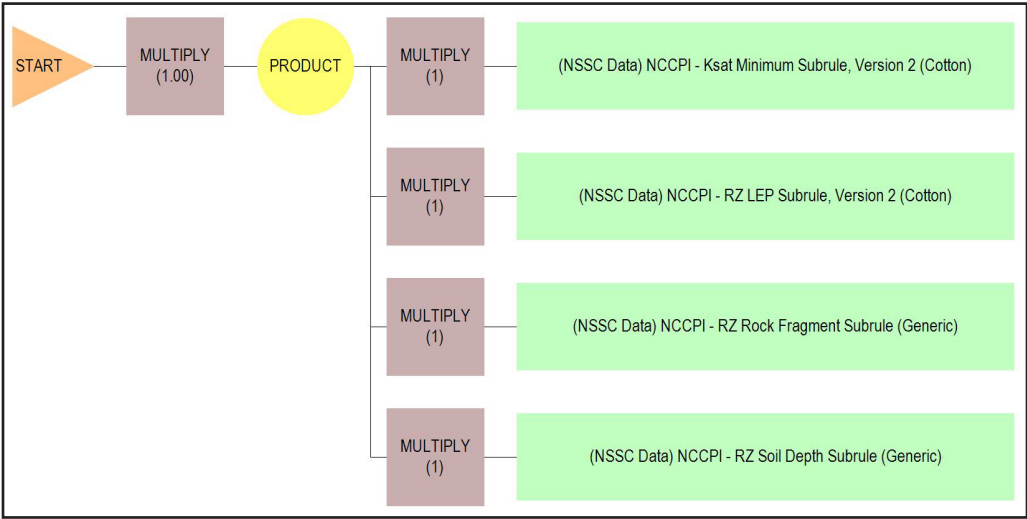 START
MULTIPLY
(1.00)
PRODUCT
MULTIPLY
(1)
(NSSC Data) NCCPI - Ksat Minimum Subrule, Version 2 (Cotton)
MULTIPLY
(1)
(NSSC Data) NCCPI - RZ LEP Subrule, Version 2 (Cotton)
MULTIPLY
(1)
(NSSC Data) NCCPI - RZ Rock Fragment Subrule (Generic)
MULTIPLY
(1)
(NSSC Data) NCCPI - RZ Soil Depth Subrule (Generic)